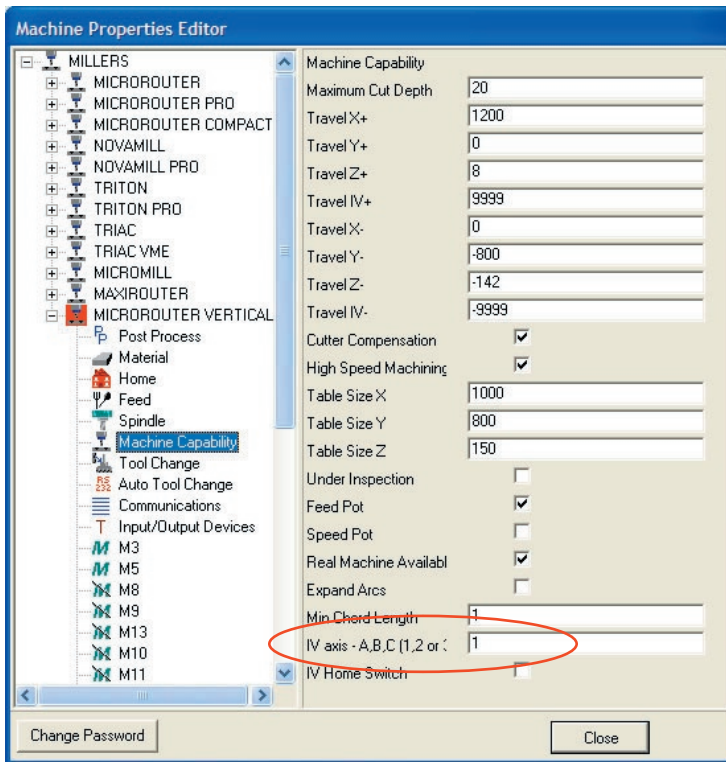 Machine Properties Editor
MILLERS
MICROROUTER
MICROROUTER PRO
MICROROUTER COMPACT
NOVAMILL
NOVAMILL PRO
TRITON
TRITON PRO
TRIAC
TRIAC VME
MICROMILL
MAXIROUTER
MICROROUTER VERTICAL
PP Post Process
Material
Home
Feed
Spindle
Machine Capability
Tool Change
RS 232 Auto Tool Change
Communications
T Input/Output Devices
M M3
M M5
M M8
M M9
M M13
M M10
M M11
Machine Capability
Maximum Cut Depth 20
Travel X+ 1200
Travel Y+ 0
Travel Z+ 8
Travel IV+ 9999
Travel X- 0
Travel Y- -800
Travel Z- -142
Travel IV- -9999
Cutter Compensation
High Speed Machining
Table Size X 1000
Table Size Y 800
Table Size Z 150
Under Inspection
Feed Pot
Speed Pot
Real Machine Availabl
Expand Arcs
Min Chord Length 1
IV axis - A,B,C (1,2 or 1
IV Home Switch
Change Password
Close